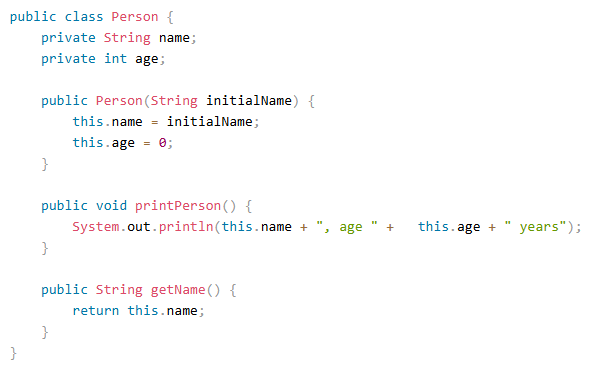 public class Person {
    private String name;
    private int age;

    public Person(String initialName) {
        this.name = initialName;
        this.age = 0;
    }

    public void printPerson() {
        System.out.println(this.name + ", age " +   this.age + " years");
    }

    public String getName() {
        return this.name;
    }
}